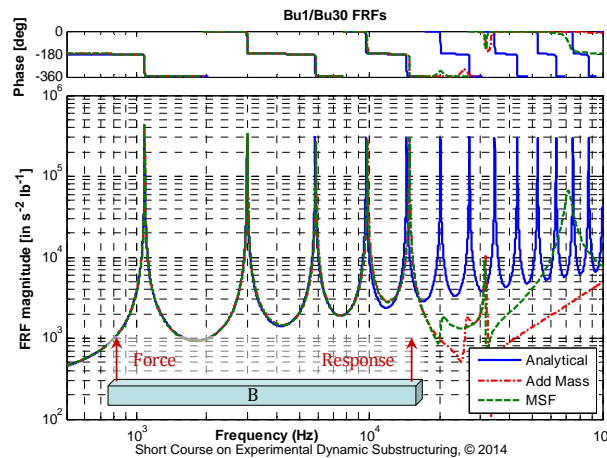 Bu1/Bu30 FRFs
Phase [deg]
0
-180
-360
FRF magnitude [in s-2 lb-1]
10^6
10^5
10^4
10^3
10^2
Force
Response
B
Analytical
Add Mass
MSF
10^3
10^4
10
Frequency (Hz)
Short Course on Experimental Dynamic Substructuring, © 2014